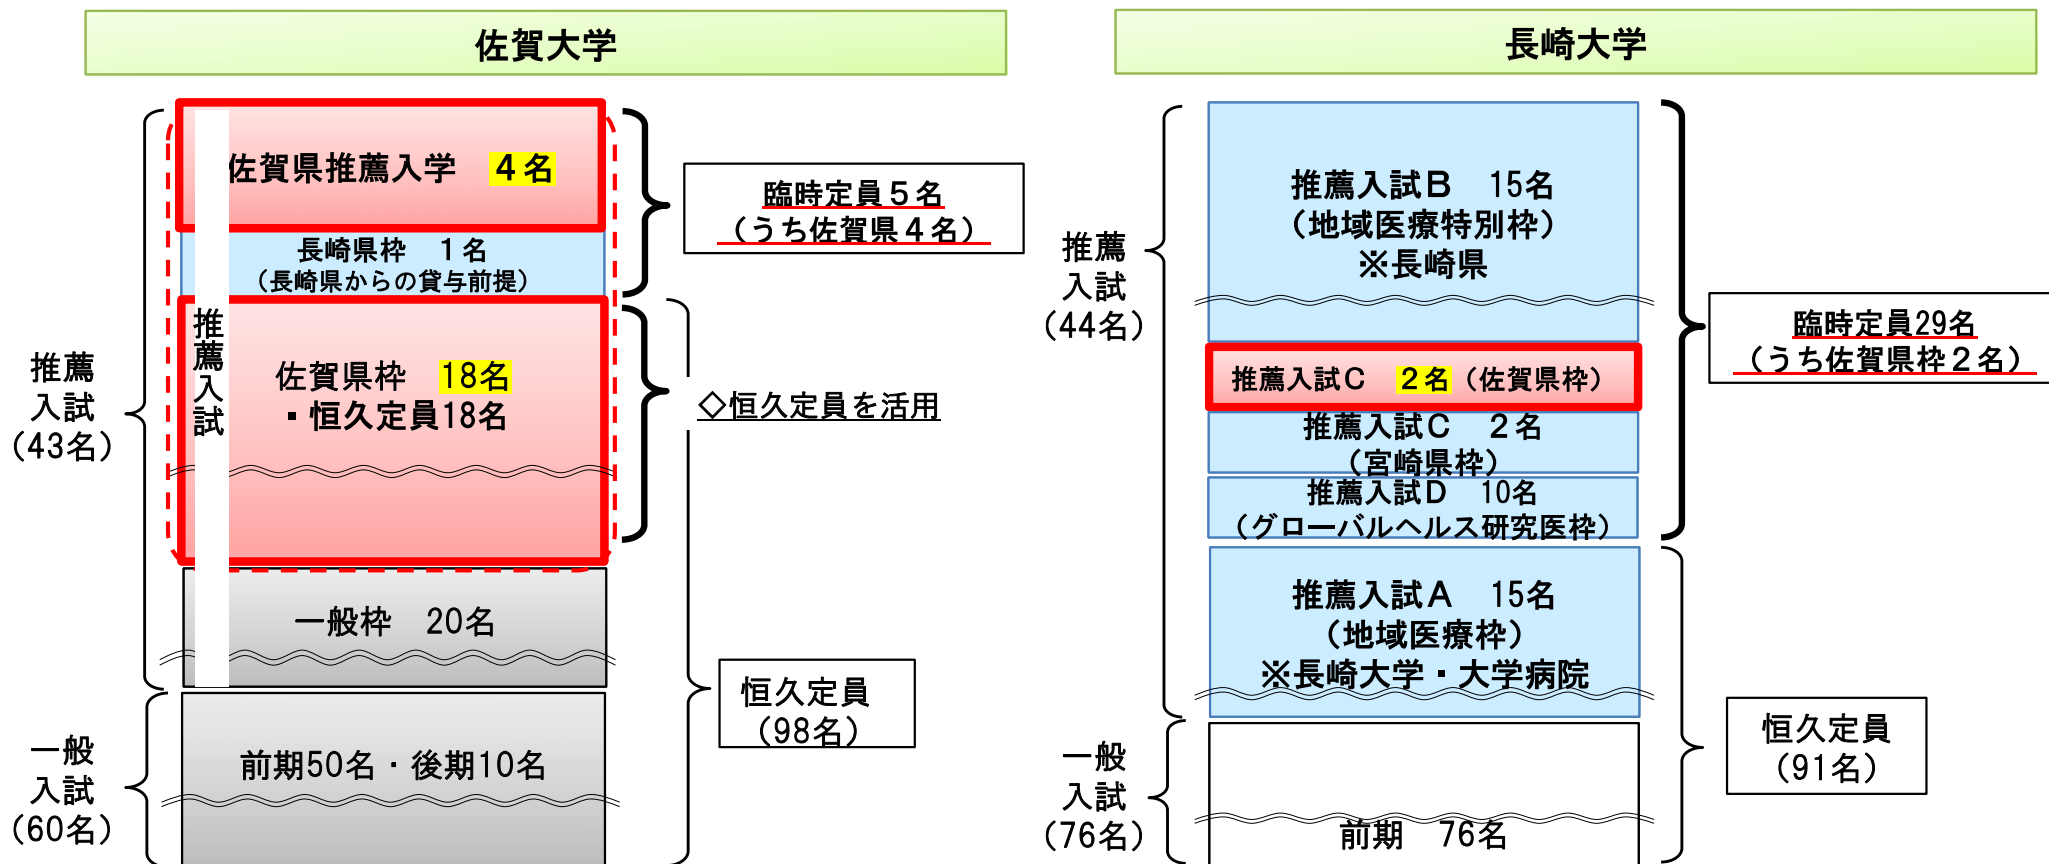 佐賀大学
推薦
入試
(43名)
一般
入試
(60名)
推薦入試
佐賀県推薦入学　４名
長崎県枠　１名
（長崎県からの貸与前提）
佐賀県枠　18名
・恒久定員18名
一般枠　20名
前期50名・後期10名
臨時定員５名
（うち佐賀県４名）
◇恒久定員を活用
恒久定員
(98名)
長崎大学
推薦
入試
(44名)
一般
入試
(76名)
推薦入試Ｂ　15名
（地域医療特別枠）
※長崎県
推薦入試Ｃ　２名（佐賀県枠）
推薦入試Ｃ　２名
（宮崎県枠）
推薦入試Ｄ　10名
（グローバルヘルス研究医枠）
推薦入試Ａ　15名
（地域医療枠）
※長崎大学・大学病院
前期　76名
臨時定員29名
（うち佐賀県枠２名）
恒久定員
(91名)